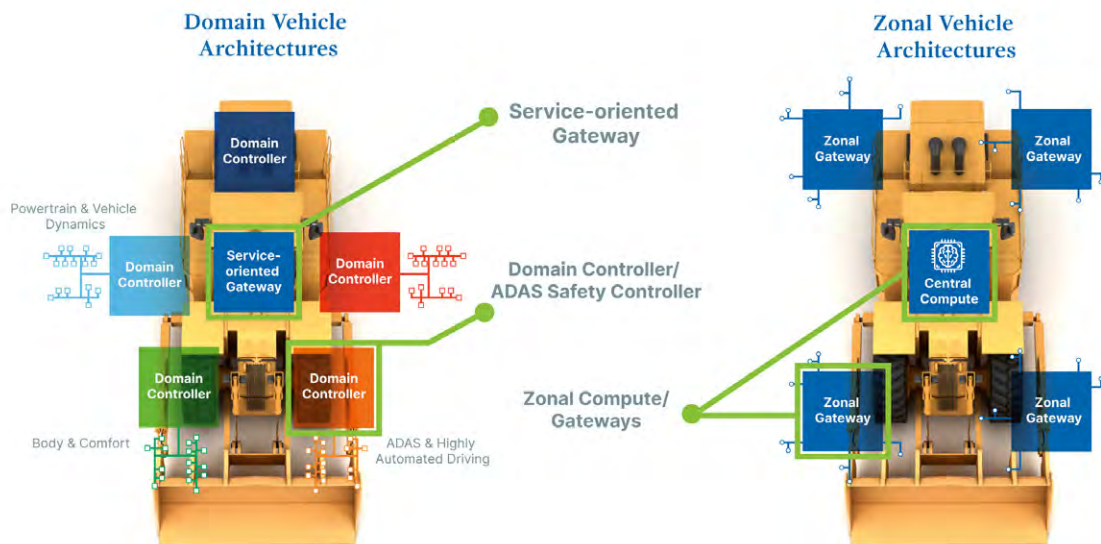 Domain Vehicle
Architectures
Domain
Controller
Powertrain & Vehicle
Dynamics
Domain
Controller
Service-
oriented
Gateway
Domain
Controller
Domain
Controller
Domain
Controller
Body & Comfort
ADAS & Highly
Automated Driving
Service-oriented
Gateway
Domain Controller/
ADAS Safety Controller
Zonal Compute/
Gateways
Zonal Vehicle
Architectures
Zonal
Gateway
Zonal
Gateway
Central
Compute
Zonal
Gateway
Zonal
Gateway